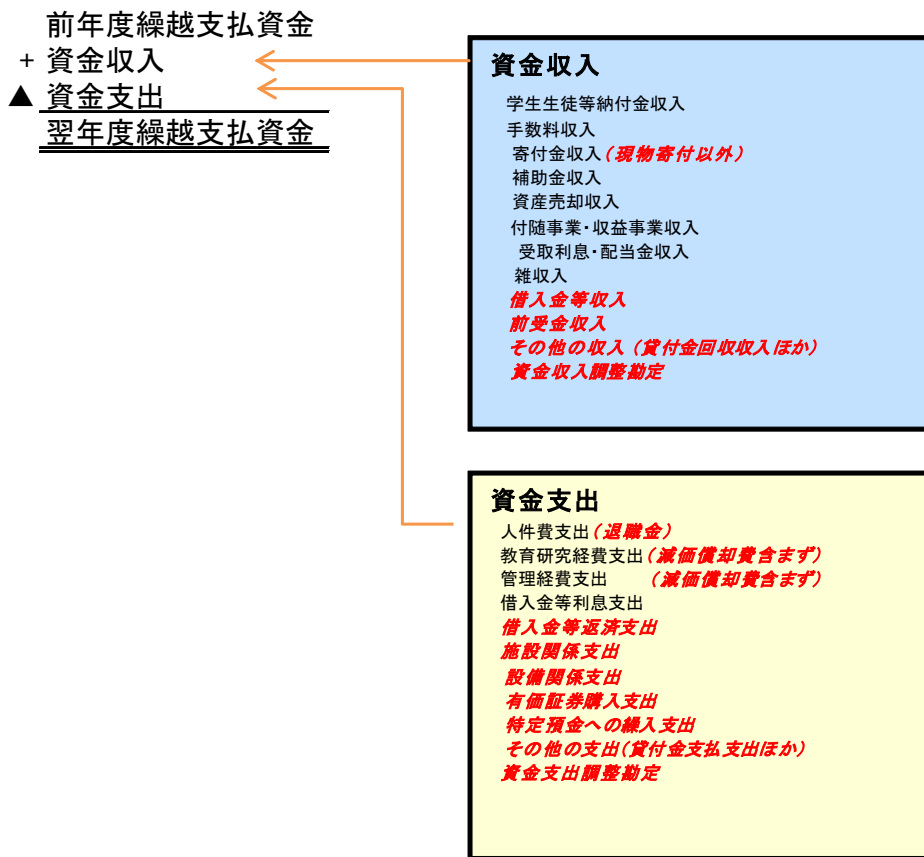 前年度繰越支払資金
+ 資金収入
▲ 資金支出
翌年度繰越支払資金
資金収入
学生生徒等納付金収入
手数料収入
寄付金収入(現物寄付以外)
補助金収入
資産売却収入
付随事業・収益事業収入
受取利息・配当金収入
雑収入
借入金等収入
前受金収入
その他の収入(貸付金回収収入ほか)
資金収入調整勘定
資金支出
人件費支出(退職金)
教育研究経費支出(減価償却費含まず)
管理経費支出 (減価償却費含まず)
借入金等利息支出
借入金等返済支出
施設関係支出
設備関係支出
有価証券購入支出
特定預金への繰入支出
その他の支出(貸付金支払支出ほか)
資金支出調整勘定